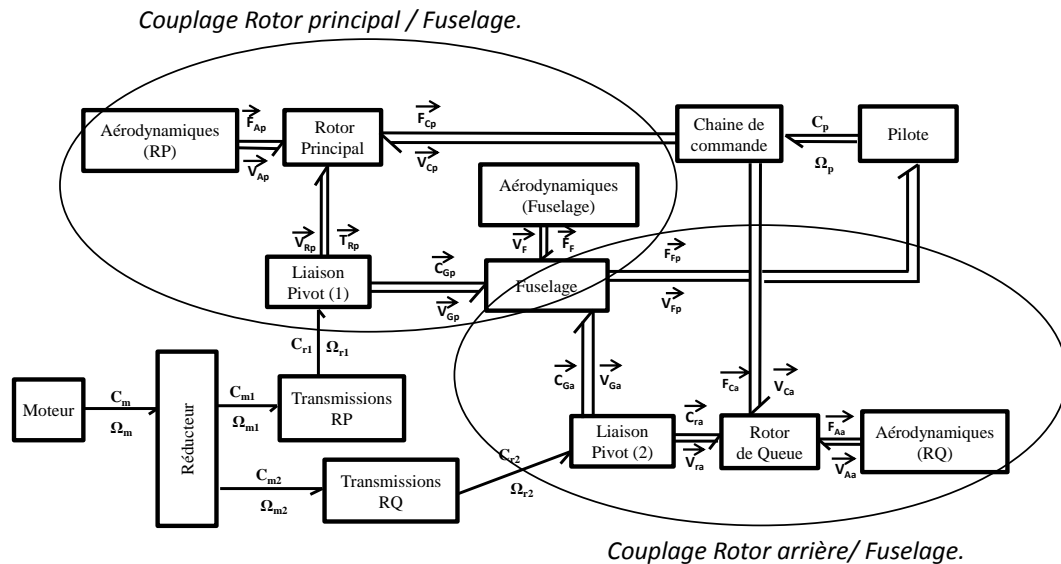 Couplage Rotor principal / Fuselage.
Aérodynamiques
(RP)
F_Ap
V_Ap
Rotor
Principal
F_Cp
V_Cp
Chaine de
commande
C_p
Ω_p
Pilote
Aérodynamiques
(Fuselage)
V_F
F_F
V_Rp
T_Rp
Liaison
Pivot (1)
C_Gp
V_Gp
Fuselage
F_Fp
V_Fp
C_r1
Ω_r1
C_Ga
V_Ga
F_Ca
V_Ca
Moteur
C_m
Ω_m
Réducteur
C_m1
Ω_m1
Transmissions
RP
C_m2
Ω_m2
Transmissions
RQ
C_r2
Ω_r2
Liaison
Pivot (2)
C_ra
V_ra
Rotor
de Queue
F_Aa
V_Aa
Aérodynamiques
(RQ)
Couplage Rotor arrière/ Fuselage.